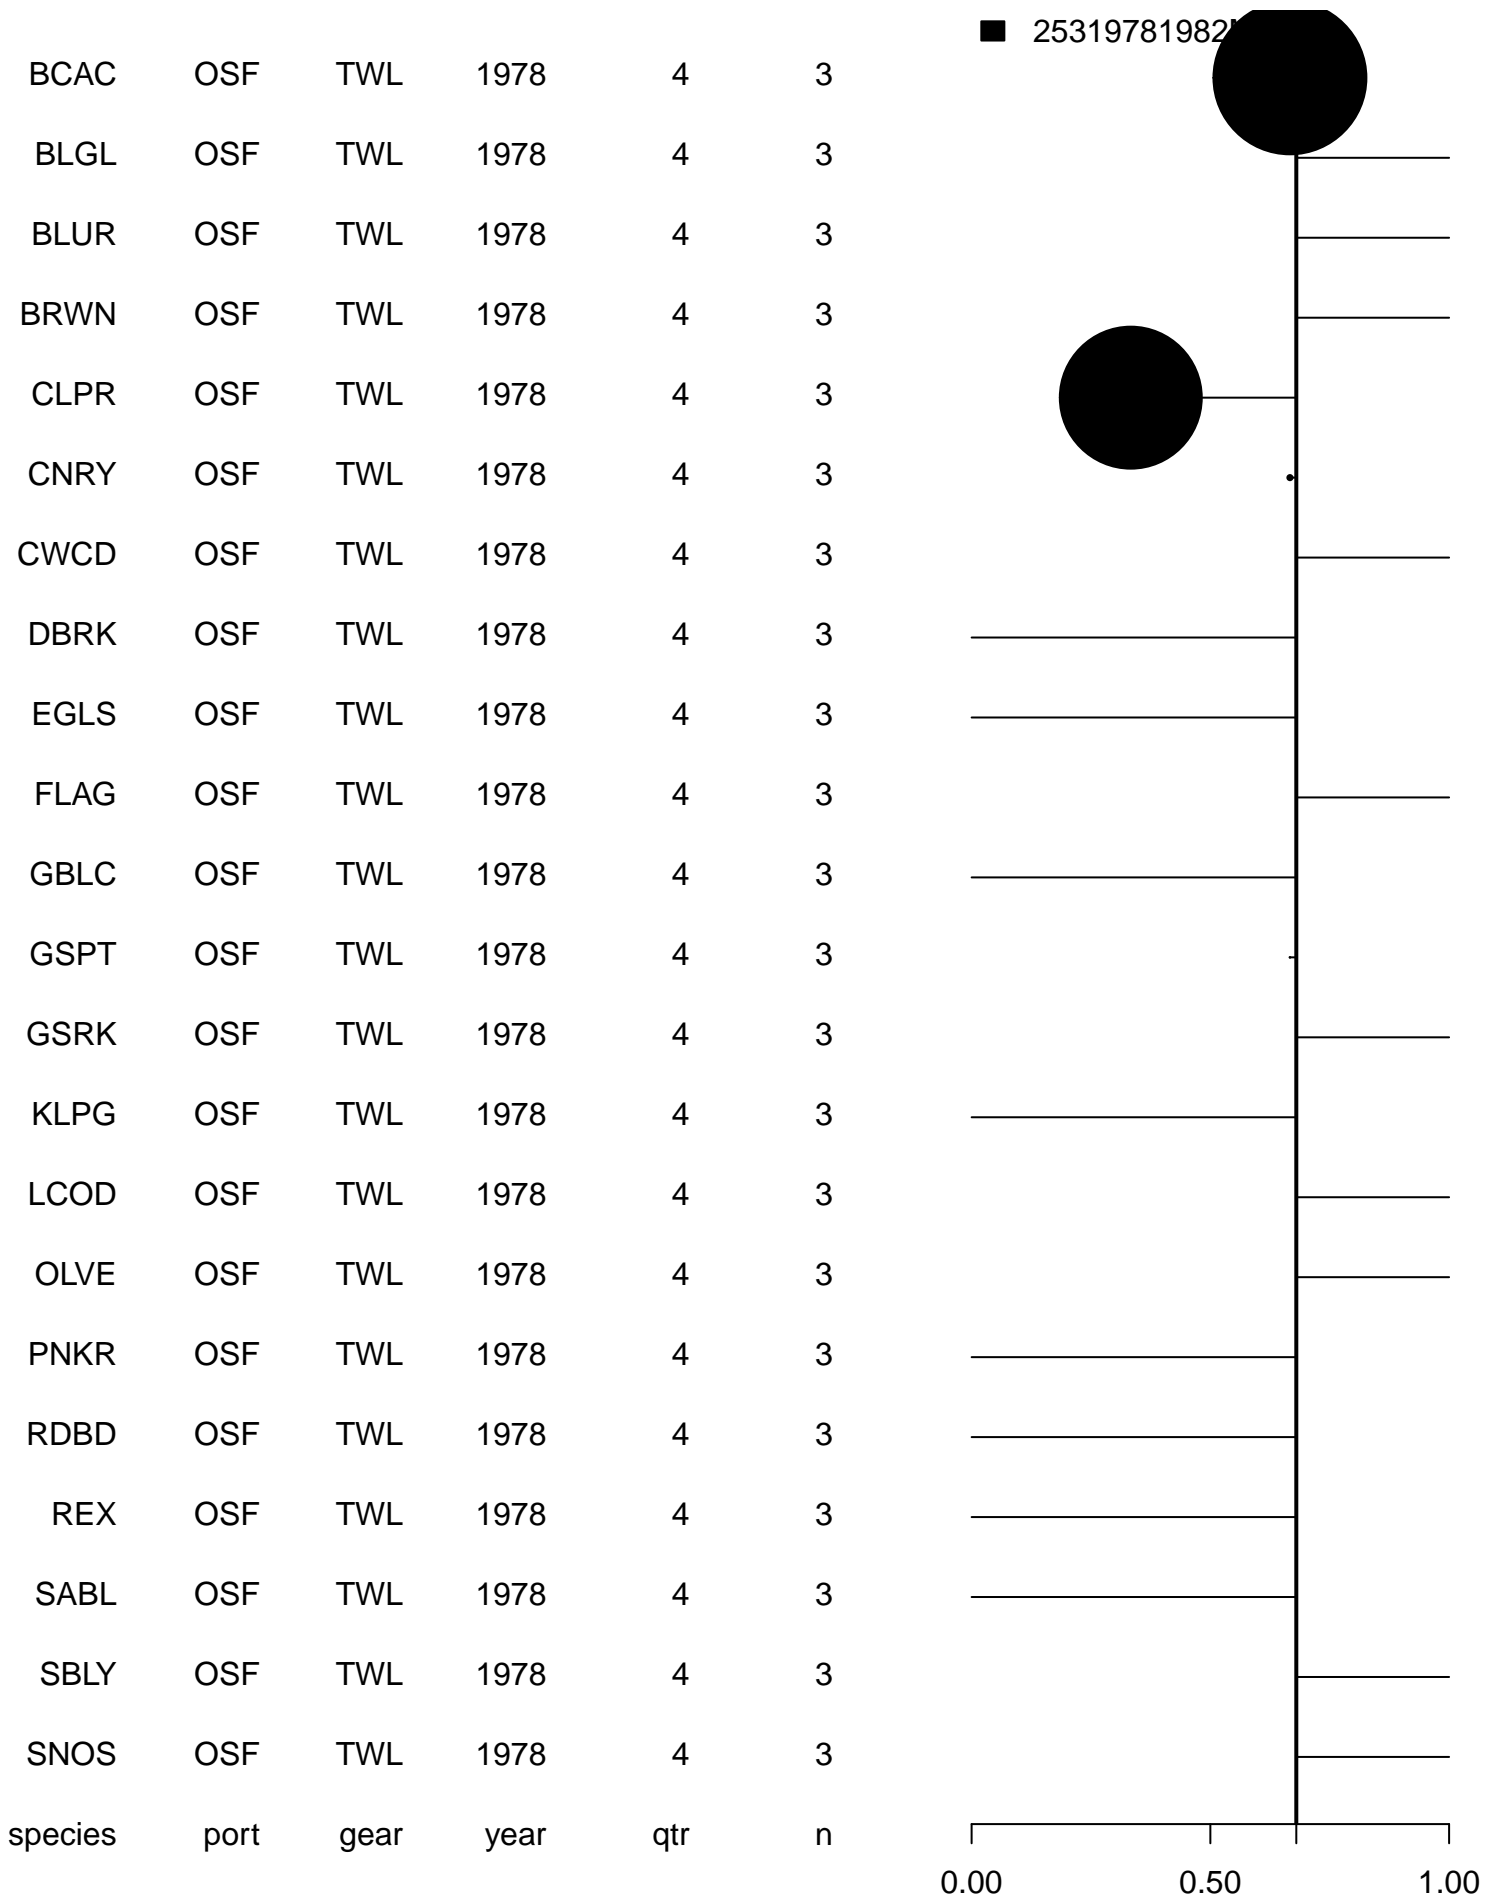 25319781982
BCAC OSF TWL 1978 4 3
BLGL OSF TWL 1978 4 3
BLUR OSF TWL 1978 4 3
BRWN OSF TWL 1978 4 3
CLPR OSF TWL 1978 4 3
CNRY OSF TWL 1978 4 3
CWCD OSF TWL 1978 4 3
DBRK OSF TWL 1978 4 3
EGLS OSF TWL 1978 4 3
FLAG OSF TWL 1978 4 3
GBLC OSF TWL 1978 4 3
GSPT OSF TWL 1978 4 3
GSRK OSF TWL 1978 4 3
KLPG OSF TWL 1978 4 3
LCOD OSF TWL 1978 4 3
OLVE OSF TWL 1978 4 3
PNKR OSF TWL 1978 4 3
RDBD OSF TWL 1978 4 3
REX OSF TWL 1978 4 3
SABL OSF TWL 1978 4 3
SBLY OSF TWL 1978 4 3
SNOS OSF TWL 1978 4 3
species port gear year qtr n
0.00 0.50 1.00